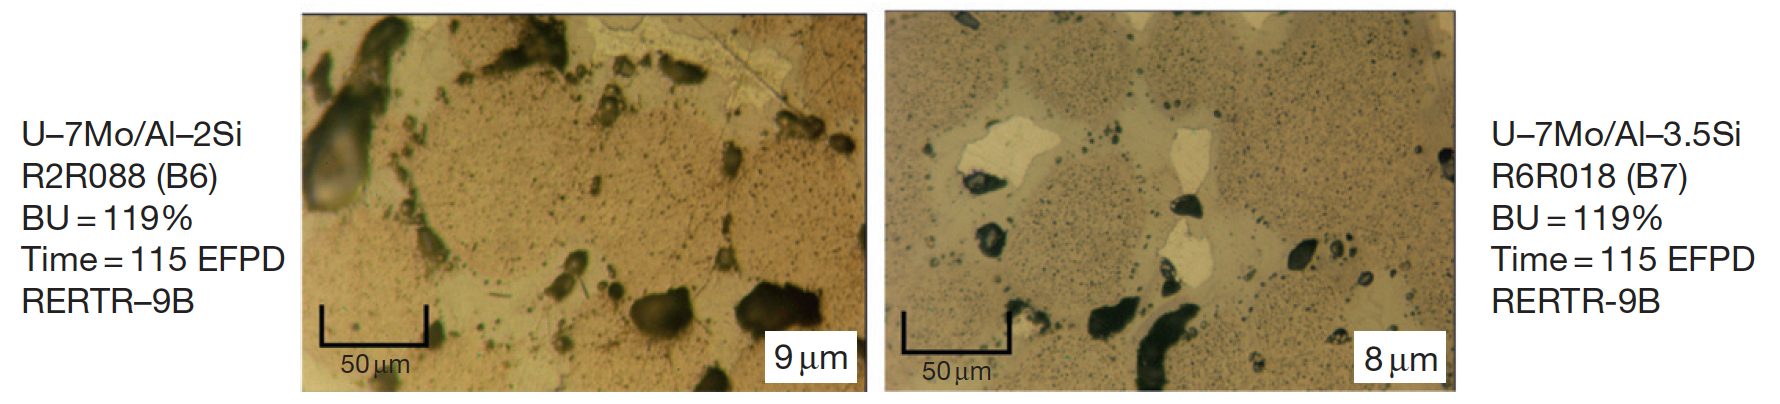 U–7Mo/Al–2Si
R2R088 (B6)
BU = 119%
Time = 115 EFPD
RERTR–9B
50 μm
9 μm
50 μm
8 μm
U–7Mo/Al–3.5Si
R6R018 (B7)
BU = 119%
Time = 115 EFPD
RERTR-9B